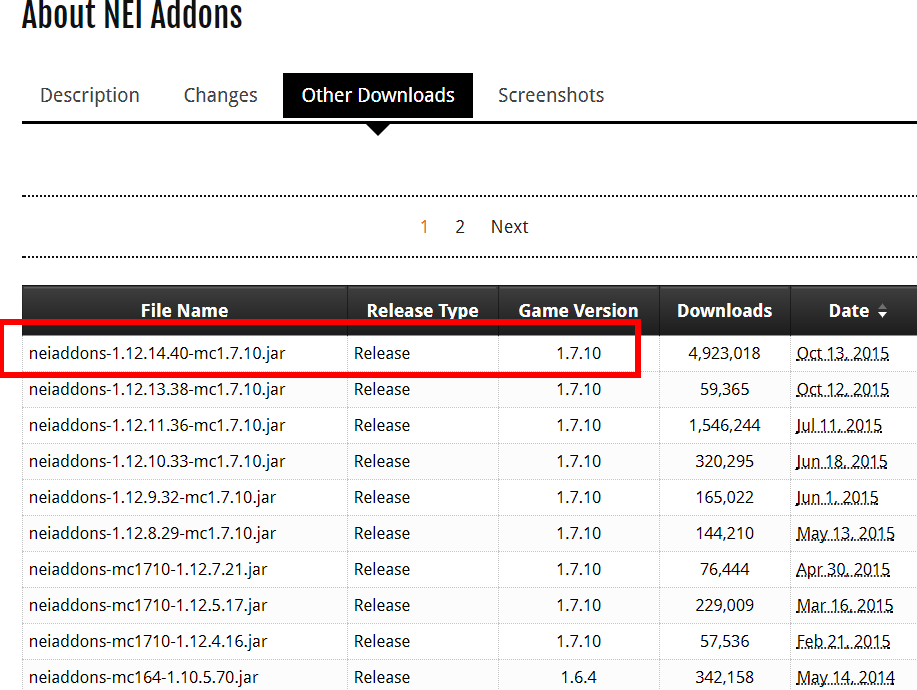 About NEI Addons
Description Changes Other Downloads Screenshots
1 2 Next
File Name Release Type Game Version Downloads Date
neiaddons-1.12.14.40-mc1.7.10.jar Release 1.7.10 4,923,018 Oct 13, 2015
neiaddons-1.12.13.38-mc1.7.10.jar Release 1.7.10 59,365 Oct 12, 2015
neiaddons-1.12.11.36-mc1.7.10.jar Release 1.7.10 1,546,244 Jul 11, 2015
neiaddons-1.12.10.33-mc1.7.10.jar Release 1.7.10 320,295 Jun 18, 2015
neiaddons-1.12.9.32-mc1.7.10.jar Release 1.7.10 165,022 Jun 1, 2015
neiaddons-1.12.8.29-mc1.7.10.jar Release 1.7.10 144,210 May 13, 2015
neiaddons-mc1710-1.12.7.21.jar Release 1.7.10 76,444 Apr 30, 2015
neiaddons-mc1710-1.12.5.17.jar Release 1.7.10 229,009 Mar 16, 2015
neiaddons-mc1710-1.12.4.16.jar Release 1.7.10 57,536 Feb 21, 2015
neiaddons-mc164-1.10.5.70.jar Release 1.6.4 342,158 May 14, 2014